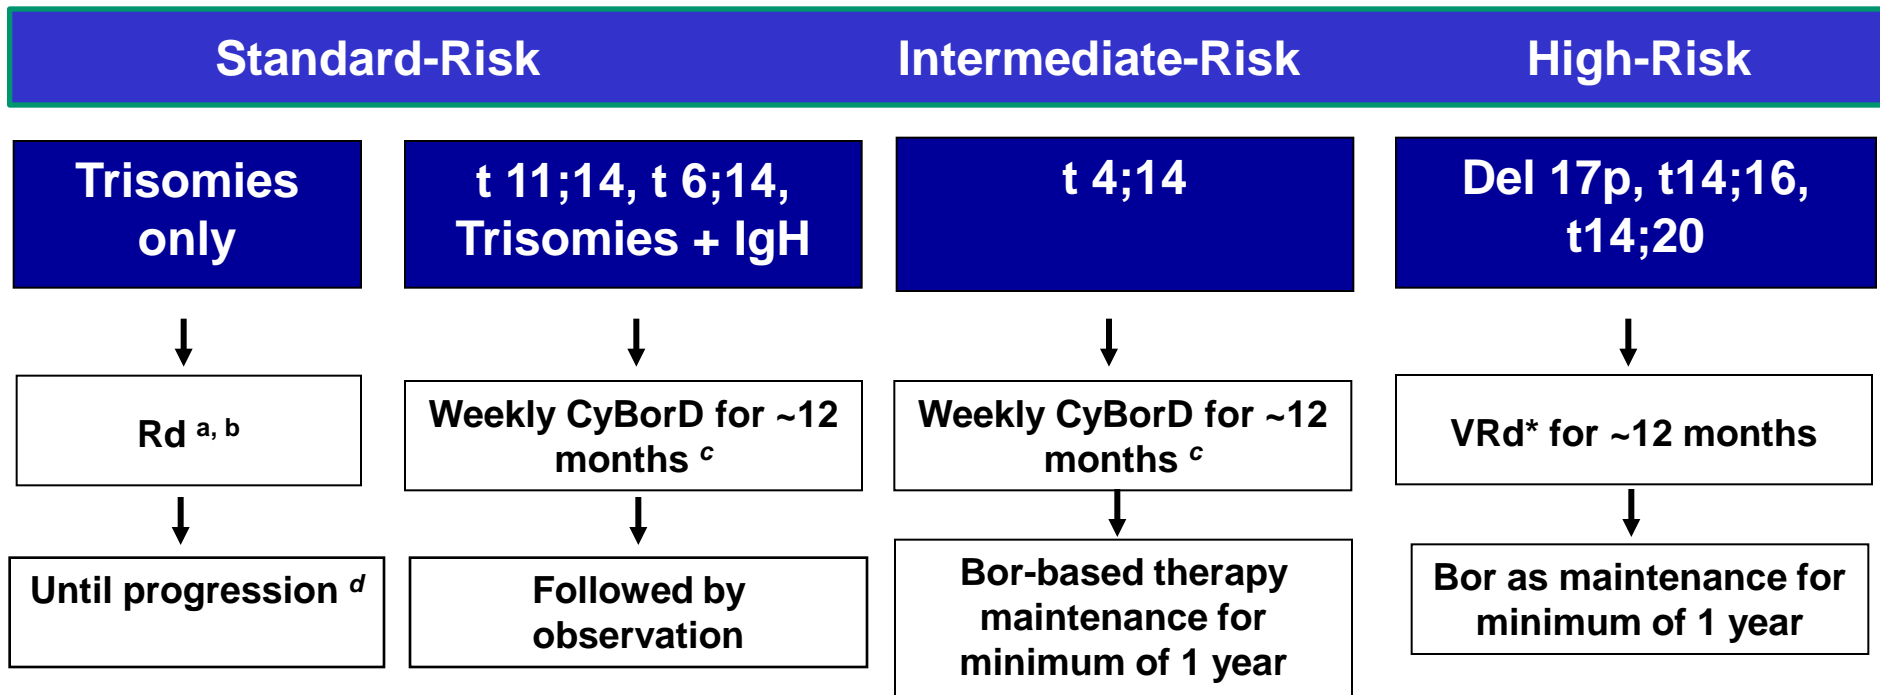 Standard-Risk
Intermediate-Risk
High-Risk
Trisomies
only
t 11;14, t 6;14,
Trisomies + IgH
t 4;14
Del 17p, t14;16,
t14;20
Rd a, b
Weekly CyBorD for ~12
months c
Weekly CyBorD for ~12
months c
VRd* for ~12 months
Until progression d
Followed by
observation
Bor-based therapy
maintenance for
minimum of 1 year
Bor as maintenance for
minimum of 1 year